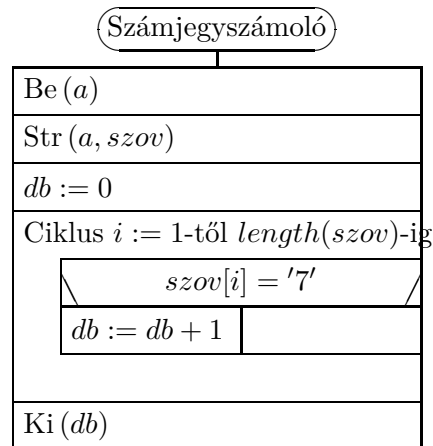 Számjegyszámoló
Be (a)
Str (a, szov)
db := 0
Ciklus i := 1-től length(szov)-ig
szov[i] = '7'
db := db + 1
Ki (db)